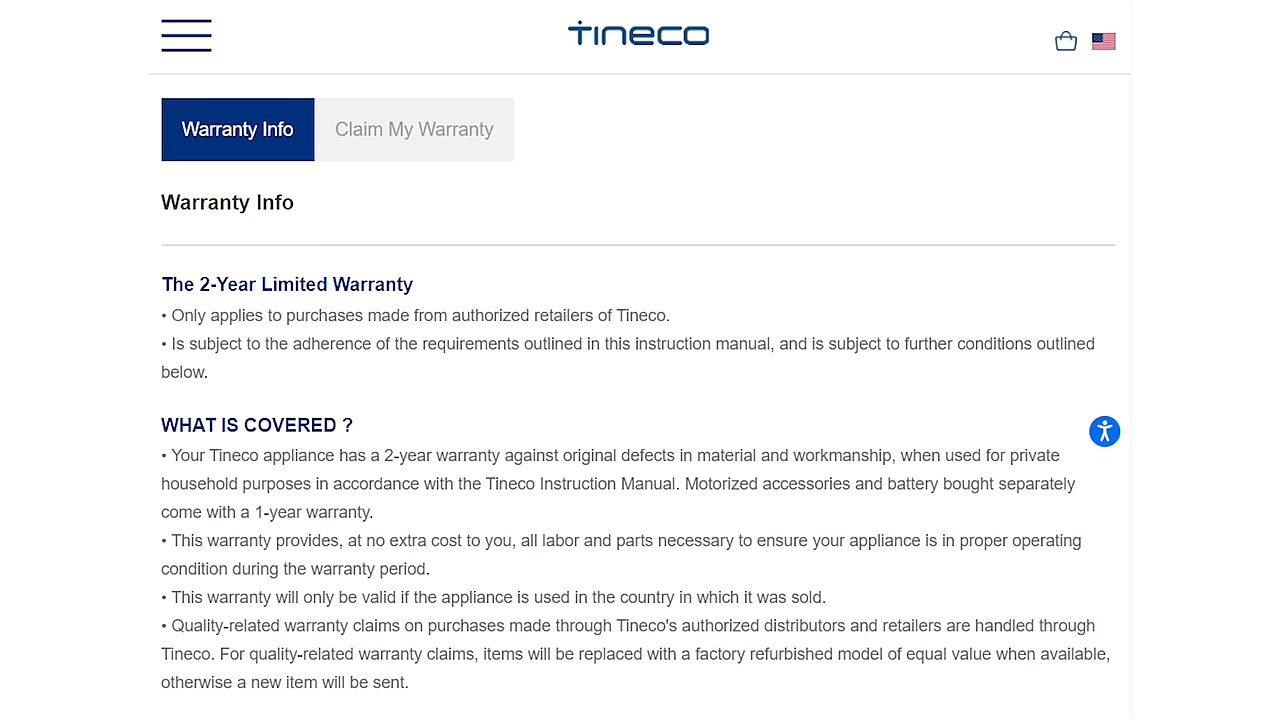 Tineco
Warranty Info
Claim My Warranty
Warranty Info
The 2-Year Limited Warranty
• Only applies to purchases made from authorized retailers of Tineco.
• Is subject to the adherence of the requirements outlined in this instruction manual, and is subject to further conditions outlined
below.
WHAT IS COVERED ?
• Your Tineco appliance has a 2-year warranty against original defects in material and workmanship, when used for private
household purposes in accordance with the Tineco Instruction Manual. Motorized accessories and battery bought separately
come with a 1-year warranty.
• This warranty provides, at no extra cost to you, all labor and parts necessary to ensure your appliance is in proper operating
condition during the warranty period.
• This warranty will only be valid if the appliance is used in the country in which it was sold.
• Quality-related warranty claims on purchases made through Tineco's authorized distributors and retailers are handled through
Tineco. For quality-related warranty claims, items will be replaced with a factory refurbished model of equal value when available,
otherwise a new item will be sent.